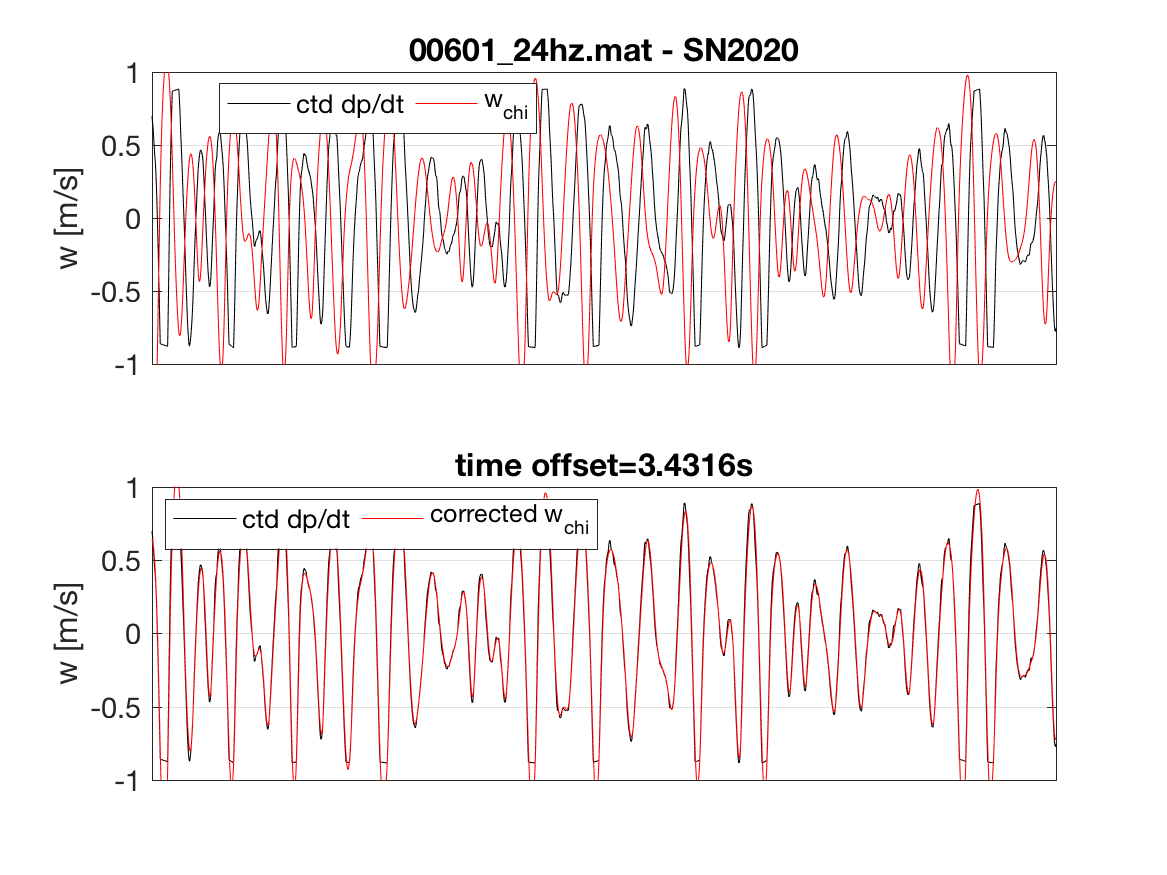 00601_24hz.mat - SN2020
1
0.5
0
-0.5
-1
w [m/s]
ctd dp/dt w_chi
time offset=3.4316s
1
0.5
0
-0.5
-1
w [m/s]
ctd dp/dt corrected w_chi